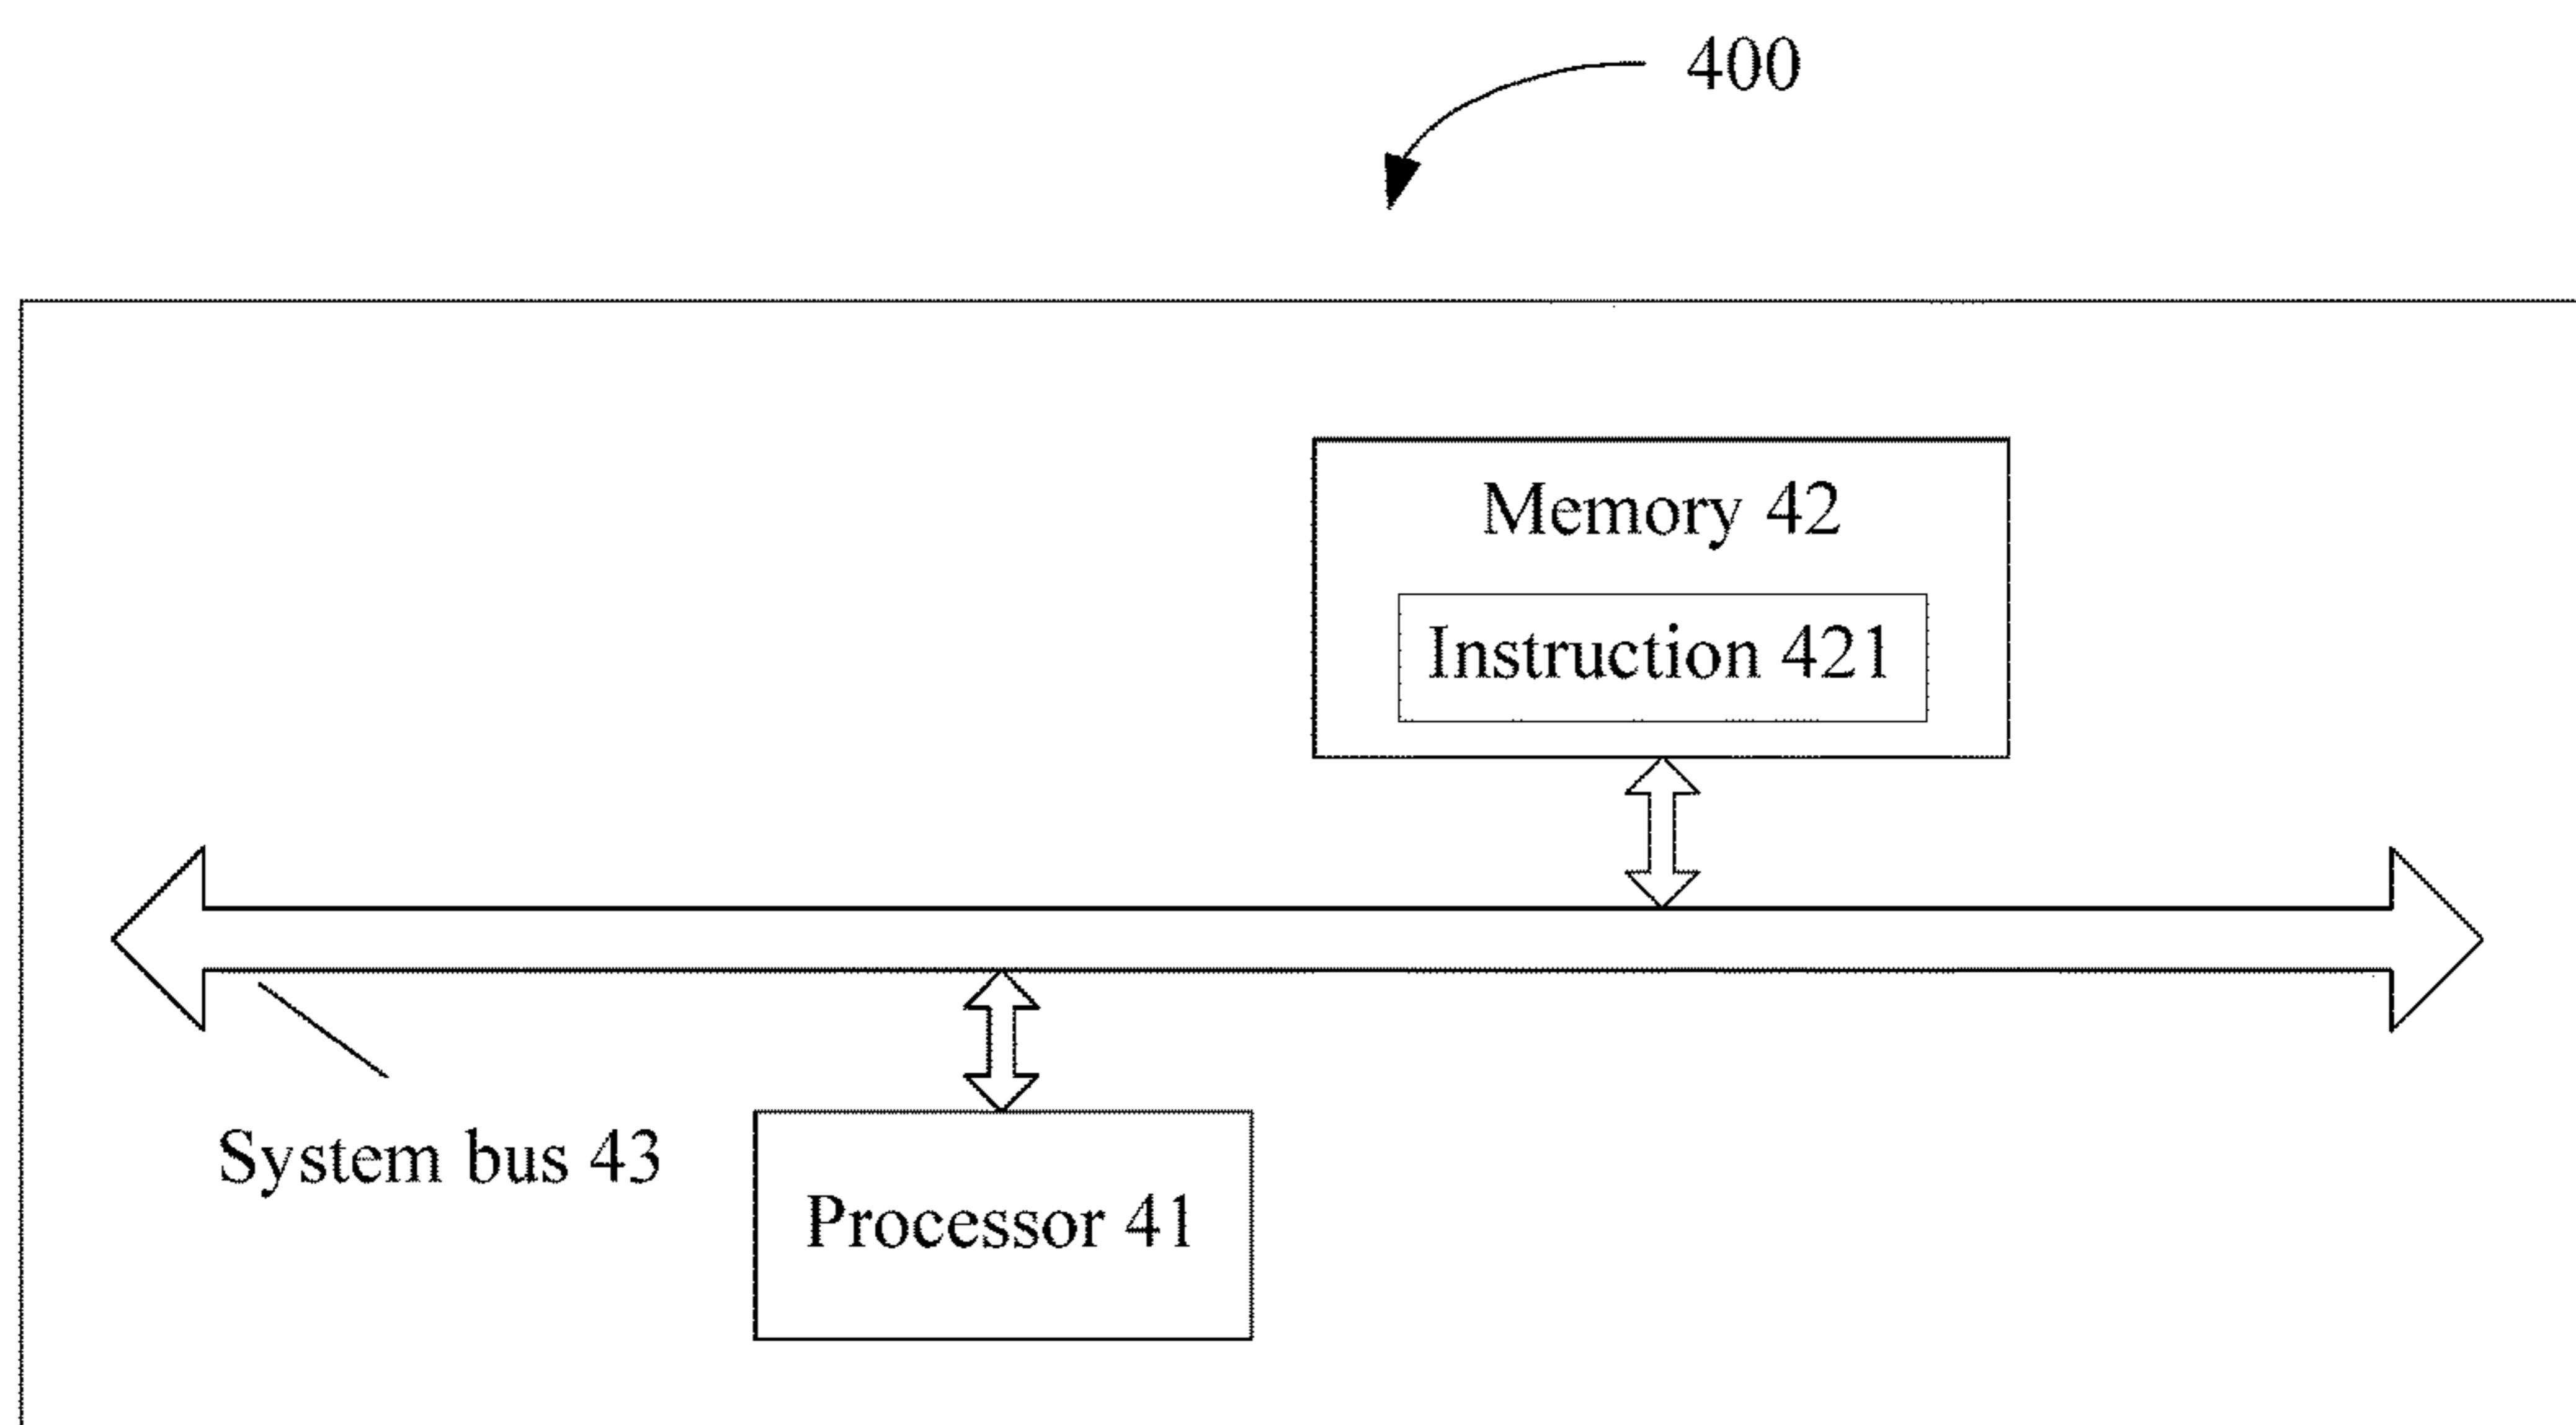 400
Memory 42
Instruction 421
System bus 43
Processor 41